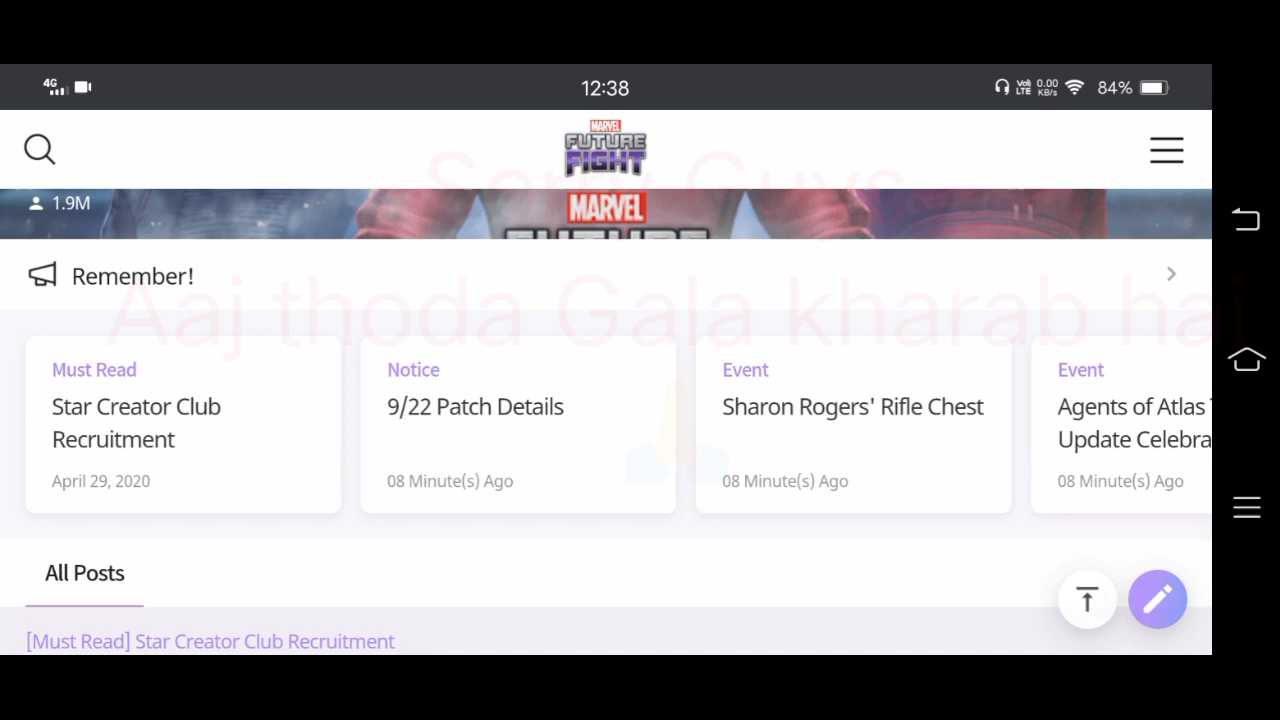 4G
12:38
Vo) LTE
0.00 KB/s
84%
MARVEL
FUTURE
FIGHT
Sorry Guys
1.9M
MARVEL
FUTURE
Remember!
Aaj thoda Gala kharab hai
Must Read
Star Creator Club
Recruitment
April 29, 2020
Notice
9/22 Patch Details
08 Minute(s) Ago
Event
Sharon Rogers' Rifle Chest
08 Minute(s) Ago
Event
Agents of Atlas
Update Celebra
08 Minute(s) Ago
All Posts
[Must Read] Star Creator Club Recruitment